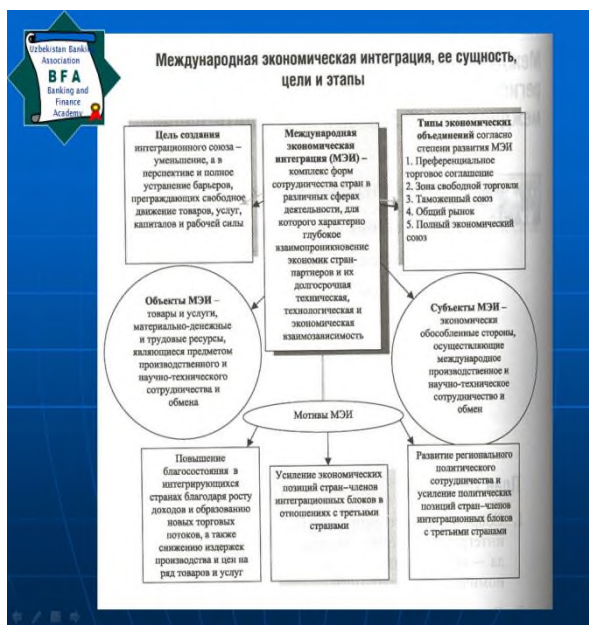 Uzbekistan Banking
Association
BFA
Banking and
Finance
Academy
Международная экономическая интеграция, ее сущность,
цели и этапы
Цель создания
интеграционного союза –
уменьшение, а в
перспективе и полное
устранение барьеров,
преграждающих свободное
движение товаров, услуг,
капиталов и рабочей силы
Международная
экономическая
интеграция (МЭИ) –
комплекс форм
сотрудничества стран в
различных сферах
деятельности, для
которого характерно
глубокое
взаимопроникновение
экономик стран-
партнеров и их
долгосрочная
техническая,
технологическая и
экономическая
взаимозависимость
Типы экономических
объединений согласно
степени развития МЭИ
1. Преференциальное
торговое соглашение
2. Зона свободной торговли
3. Таможенный союз
4. Общий рынок
5. Полный экономический
союз
Объекты МЭИ –
товары и услуги,
материально-денежные
и трудовые ресурсы,
являющиеся предметом
производственного и
научно-технического
сотрудничества и
обмена
Субъекты МЭИ –
экономически
обособленные стороны,
осуществляющие
международное
производственное и
научно-техническое
сотрудничество и
обмен
Мотивы МЭИ
Повышение
благосостояния в
интегрирующихся
странах благодаря росту
доходов и образованию
новых торговых
потоков, а также
снижению издержек
производства и цен на
ряд товаров и услуг
Усиление экономических
позиций стран–членов
интеграционных блоков в
отношениях с третьими
странами
Развитие регионального
политического
сотрудничества и
усиление политических
позиций стран–членов
интеграционных блоков
с третьими странами